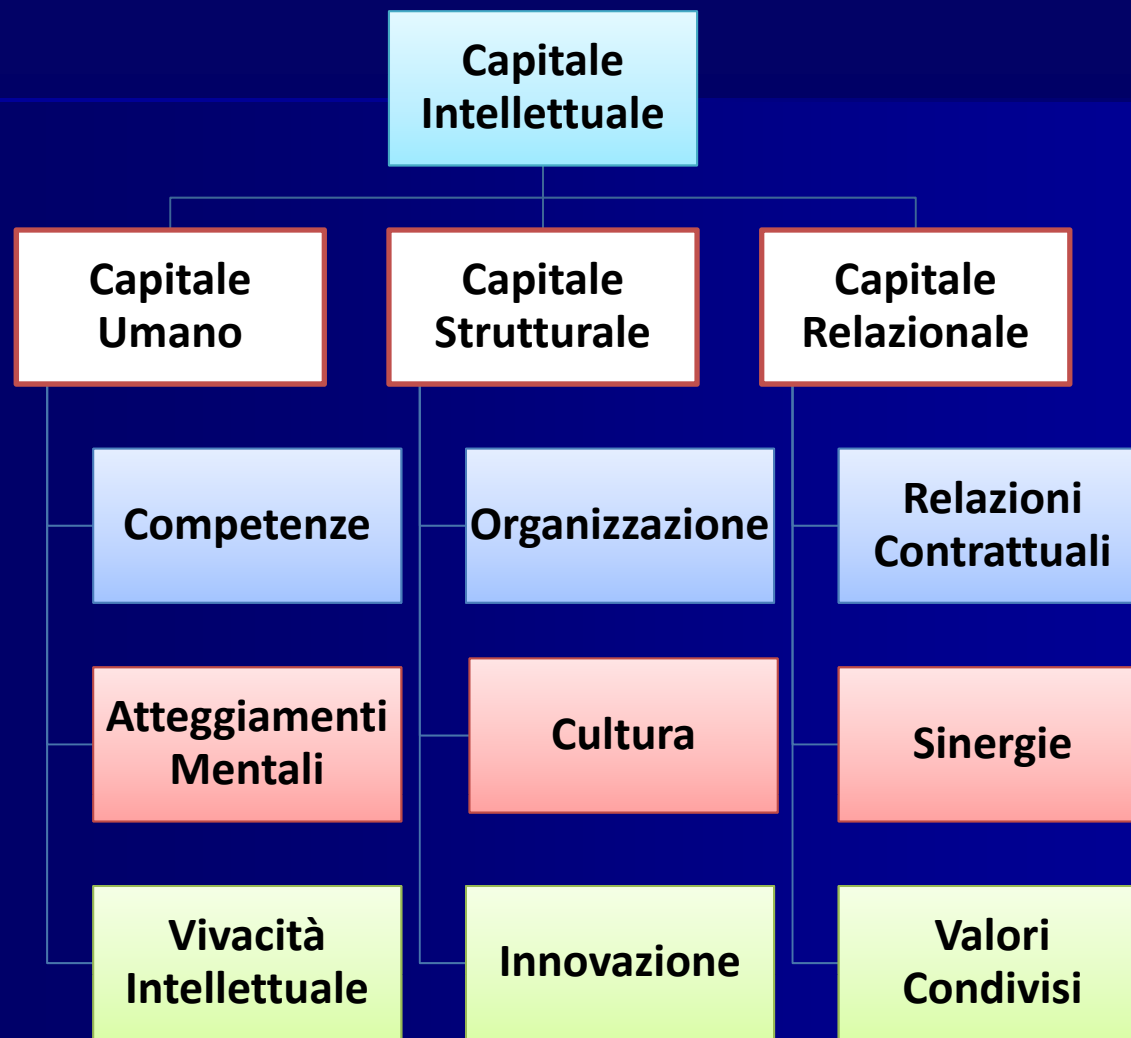 Capitale
Intellettuale
Capitale
Umano
Capitale
Strutturale
Capitale
Relazionale
Competenze
Organizzazione
Relazioni
Contrattuali
Atteggiamenti
Mentali
Cultura
Sinergie
Vivacità
Intellettuale
Innovazione
Valori
Condivisi